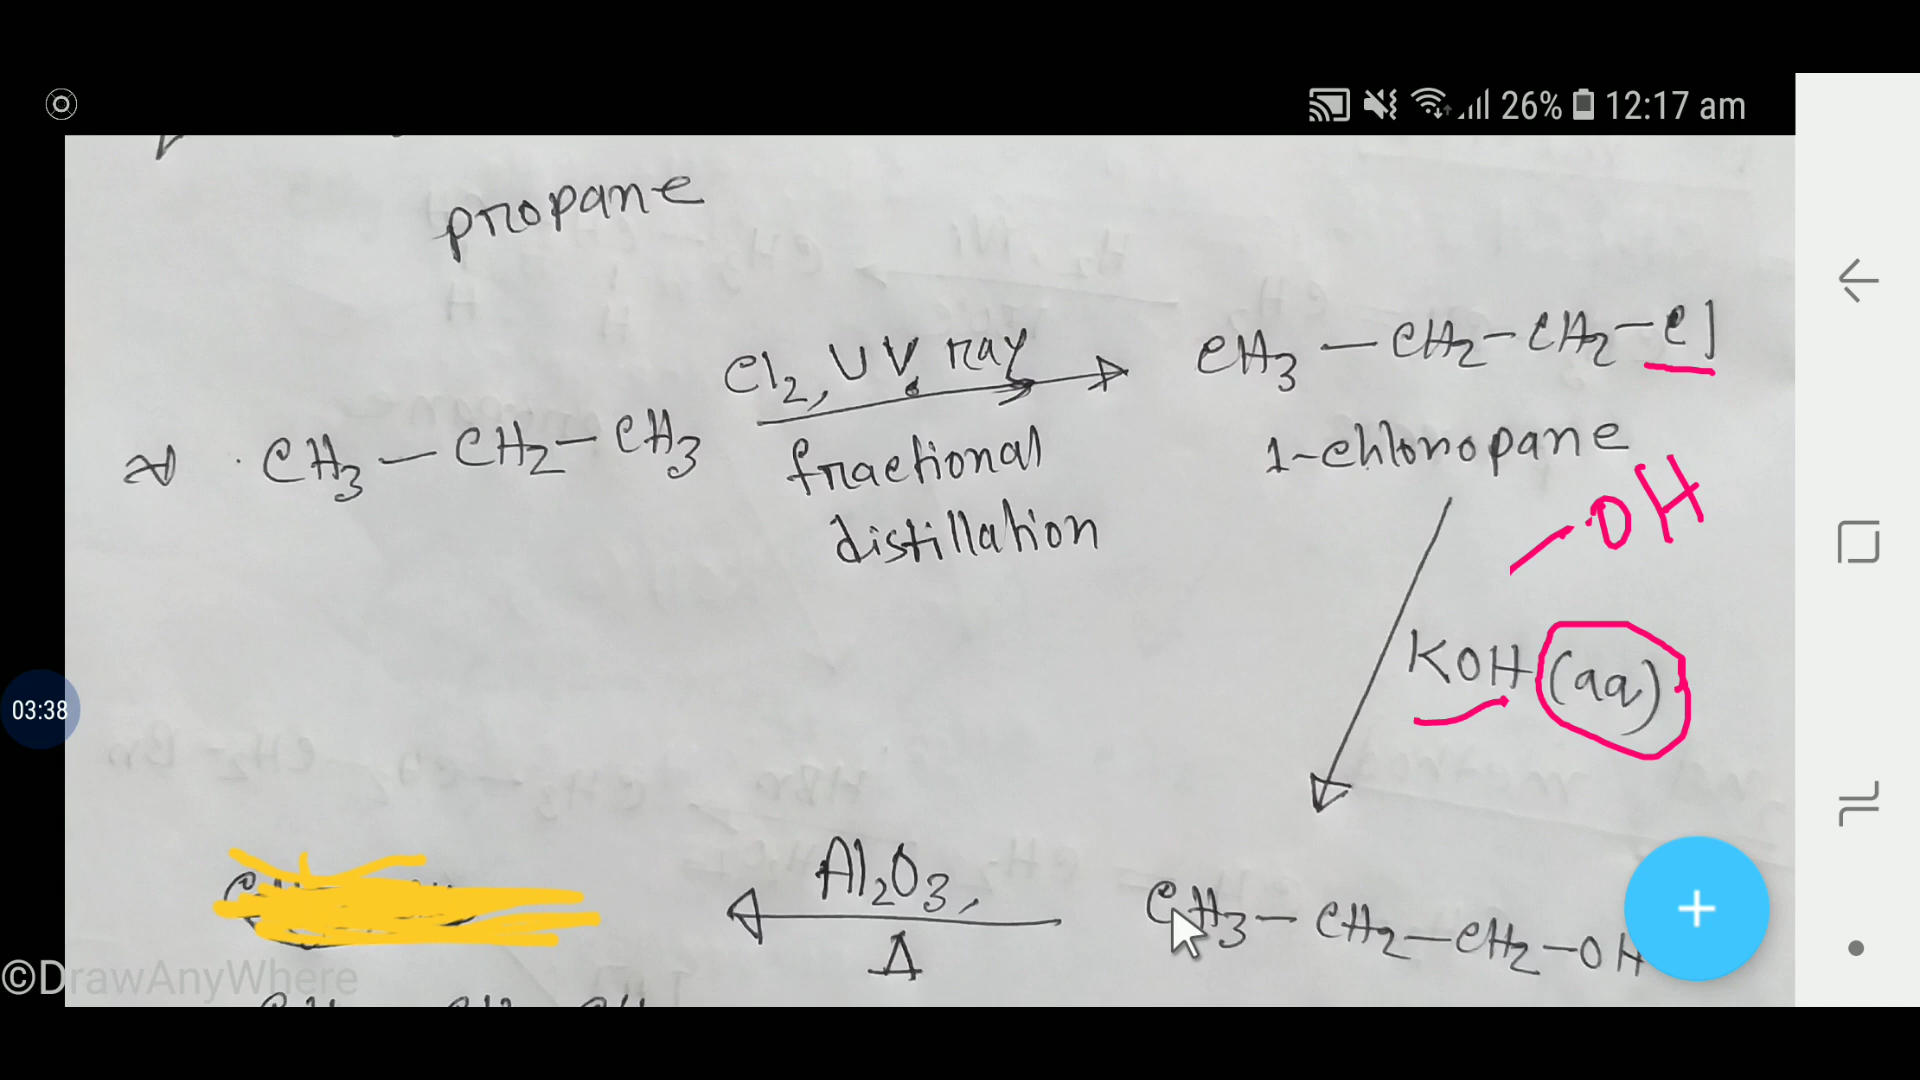 26% 12:17 am
propane
Cl2, UV ray
CH3 — CH2 — CH2 — Cl
CH3 — CH2 — CH3
fractional
distillation
1-chloropane
OH
KOH (aq)
03:38
Al2O3,
Δ
CH3 — CH2 — CH2 — OH
+
©DrawAnyWhere